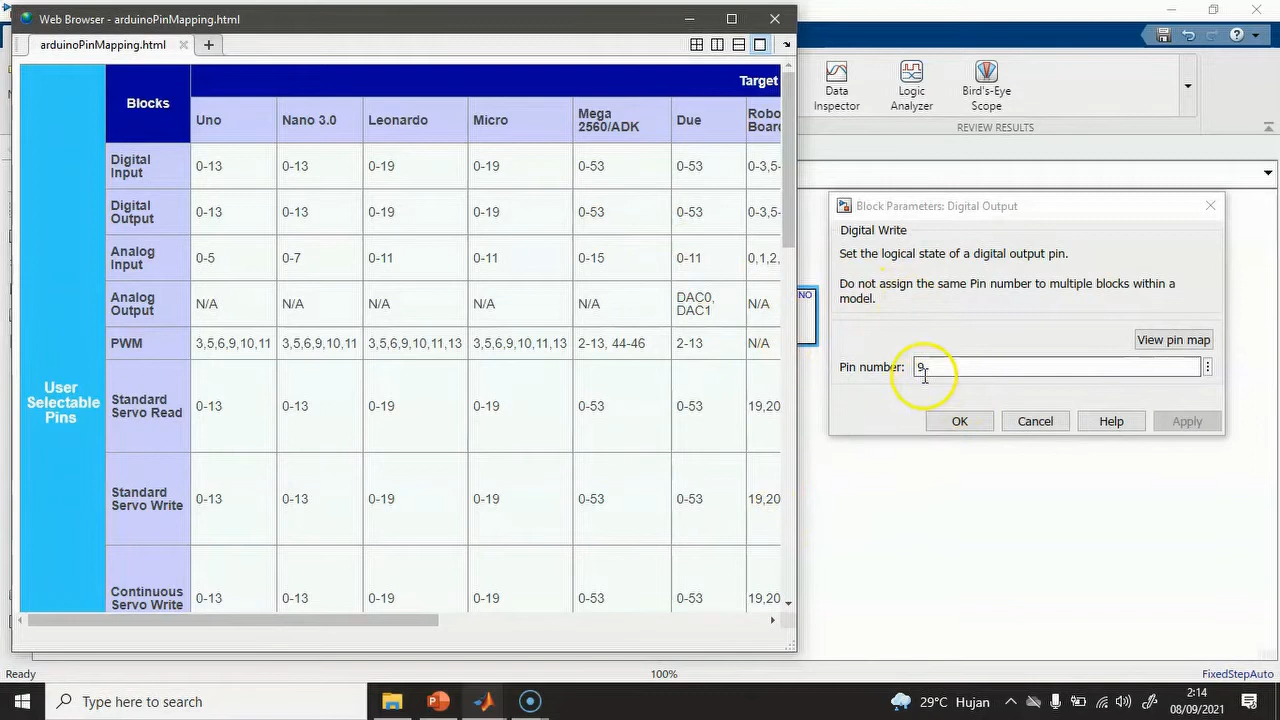 Web Browser - arduinoPinMapping.html
arduinoPinMapping.html
Blocks
Target
Uno
Nano 3.0
Leonardo
Micro
Mega
2560/ADK
Due
Robo
Board
User
Selectable
Pins
Digital
Input
0-13
0-13
0-19
0-19
0-53
0-53
0-3,5-
Digital
Output
0-13
0-13
0-19
0-19
0-53
0-53
0-3,5-
Analog
Input
0-5
0-7
0-11
0-11
0-15
0-11
0,1,2,
Analog
Output
N/A
N/A
N/A
N/A
N/A
DAC0,
DAC1
N/A
PWM
3,5,6,9,10,11
3,5,6,9,10,11
3,5,6,9,10,11,13
3,5,6,9,10,11,13
2-13, 44-46
2-13
N/A
Standard
Servo Read
0-13
0-13
0-19
0-19
0-53
0-53
19,20
Standard
Servo Write
0-13
0-13
0-19
0-19
0-53
0-53
19,20
Continuous
Servo Write
0-13
0-13
0-19
0-19
0-53
0-53
19,20
Data
Inspector
Logic
Analyzer
Bird's-Eye
Scope
REVIEW RESULTS
NO
Block Parameters: Digital Output
Digital Write
Set the logical state of a digital output pin.
Do not assign the same Pin number to multiple blocks within a
model.
View pin map
Pin number: 9
OK
Cancel
Help
Apply
Ready
100%
FixedStepAuto
Type here to search
29°C Hujan
2:14
08/09/2021